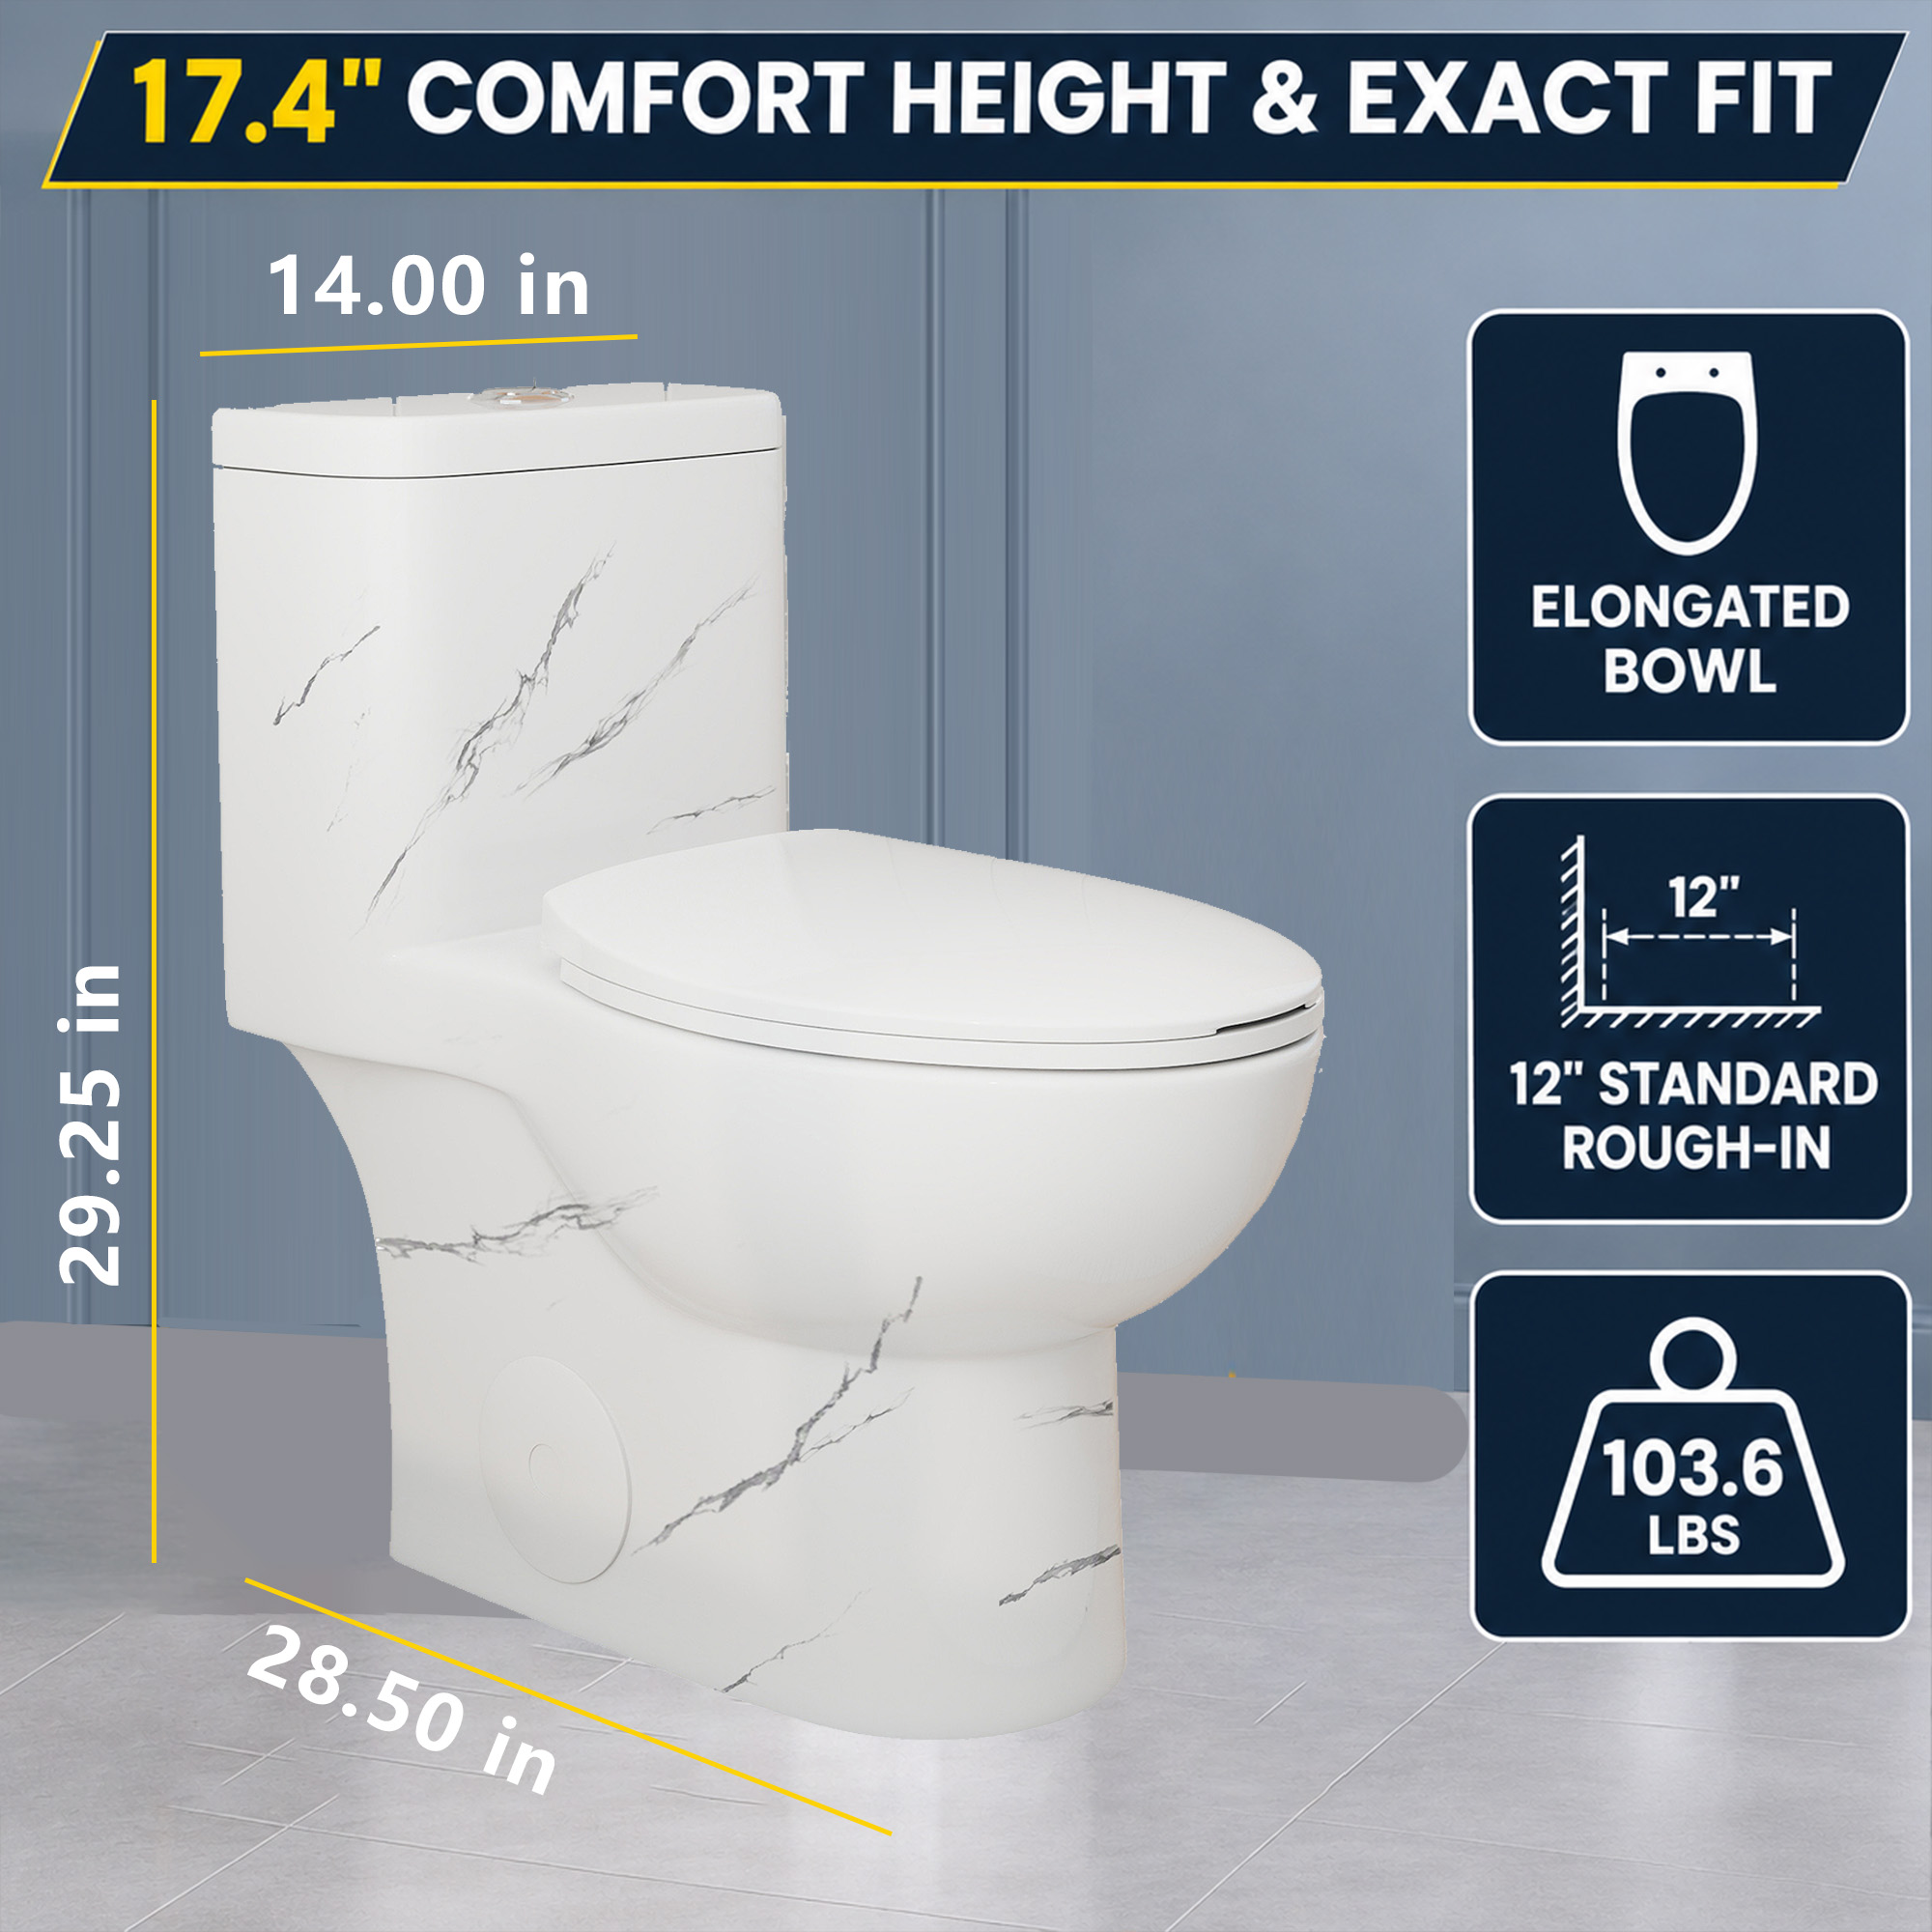 17.4" COMFORT HEIGHT & EXACT FIT
14.00 in
29.25 in
28.50 in
ELONGATED
BOWL
12"
12" STANDARD
ROUGH-IN
103.6
LBS